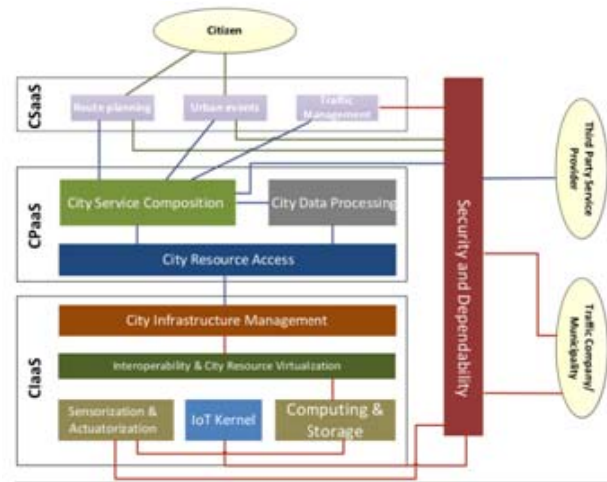 Citizen
CSaaS
Route planning
Urban events
Traffic
Management
CPaaS
City Service Composition
City Data Processing
City Resource Access
CIaaS
City Infrastructure Management
Interoperability & City Resource Virtualization
Sensorization &
Actuatorization
IoT Kernel
Computing &
Storage
Security and Dependability
Third Party Service
Provider
Traffic Company/
Municipality